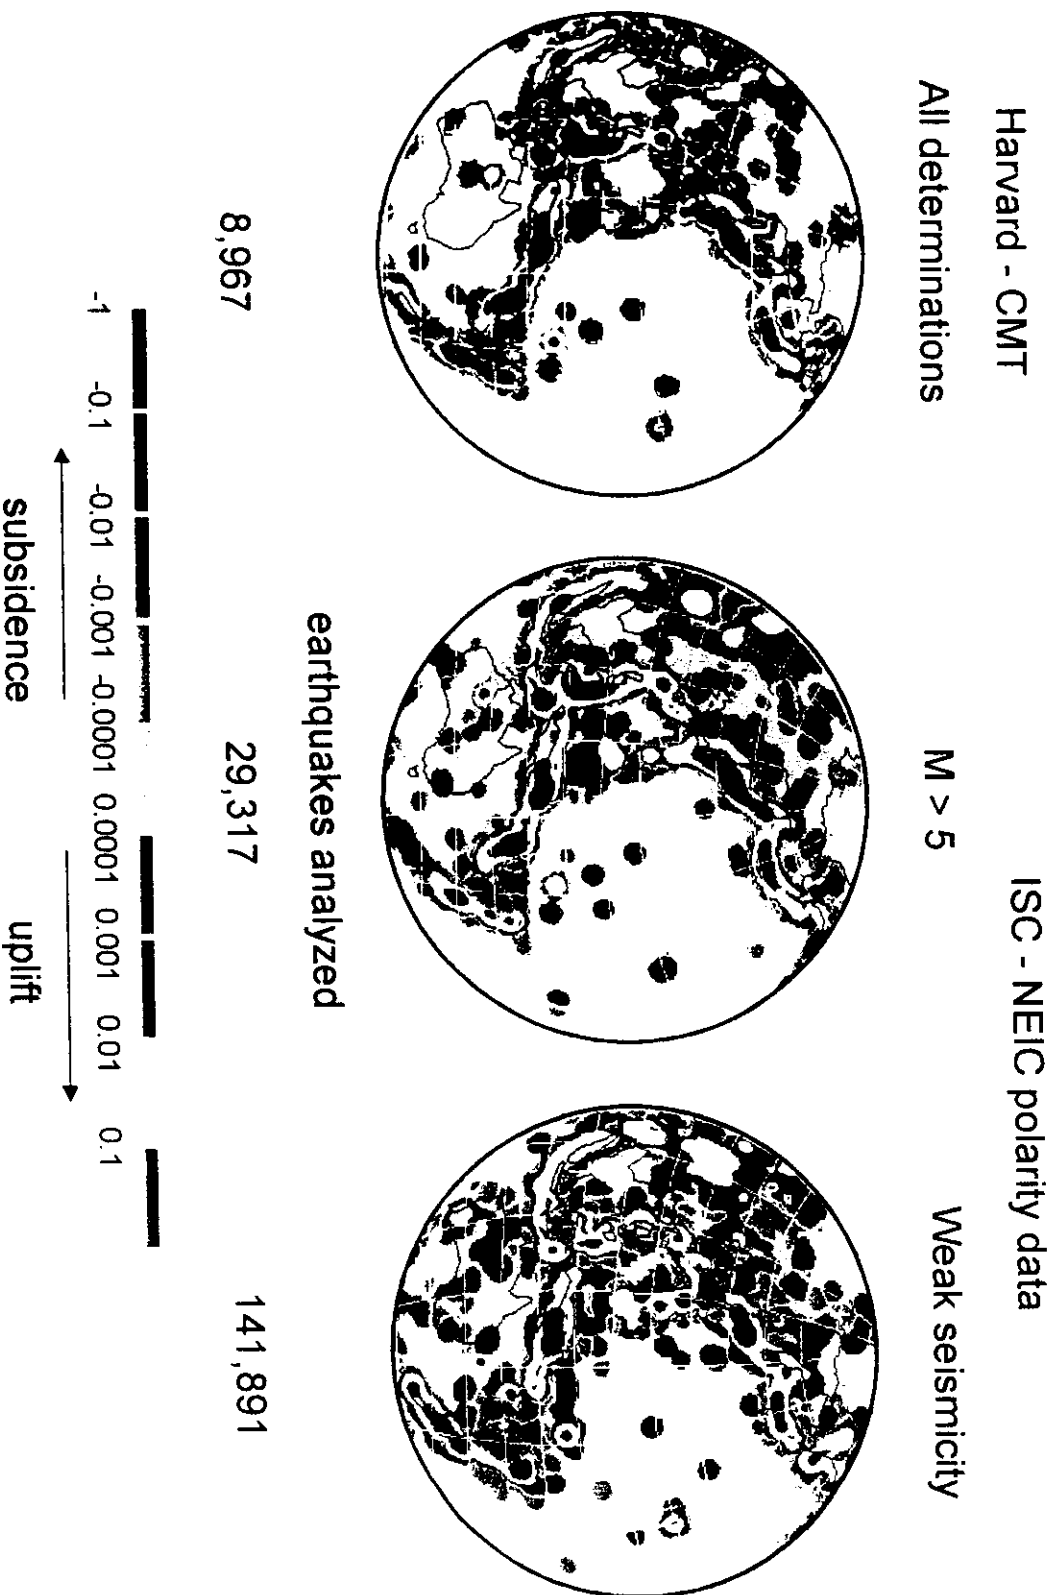 Harvard - CMT
ISC - NEIC polarity data
All determinations
M > 5
Weak seismicity
earthquakes analyzed
8,967
29,317
141,891
-1 -0.1 -0.01 -0.001 -0.0001 0.0001 0.001 0.01 0.1
subsidence
uplift